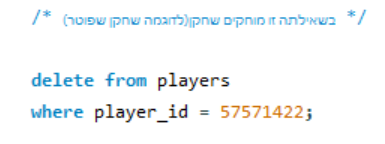 /* בשאילתה זו מוחקים שחקן(לדוגמה שחקן שפוטר) */
delete from players
where player_id = 57571422;